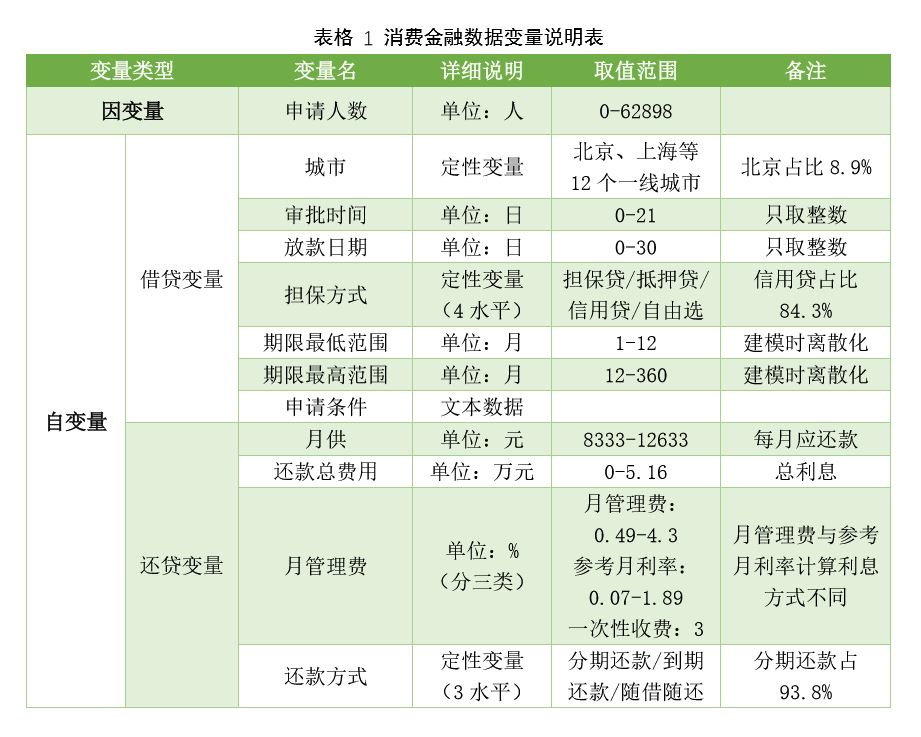 表格 1 消费金融数据变量说明表
变量类型 变量名 详细说明 取值范围 备注
因变量 申请人数 单位：人 0-62898
自变量
借贷变量
城市 定性变量 北京、上海等
12 个一线城市 北京占比 8.9%
审批时间 单位：日 0-21 只取整数
放款日期 单位：日 0-30 只取整数
担保方式 定性变量
（4 水平） 担保贷/抵押贷/
信用贷/自由选 信用贷占比
84.3%
期限最低范围 单位：月 1-12 建模时离散化
期限最高范围 单位：月 12-360 建模时离散化
申请条件 文本数据
还贷变量
月供 单位：元 8333-12633 每月应还款
还款总费用 单位：万元 0-5.16 总利息
月管理费 单位：%
（分三类） 月管理费：
0.49-4.3
参考月利率：
0.07-1.89
一次性收费：3 月管理费与参考
月利率计算利息
方式不同
还款方式 定性变量
（3 水平） 分期还款/到期
还款/随借随还 分期还款占
93.8%